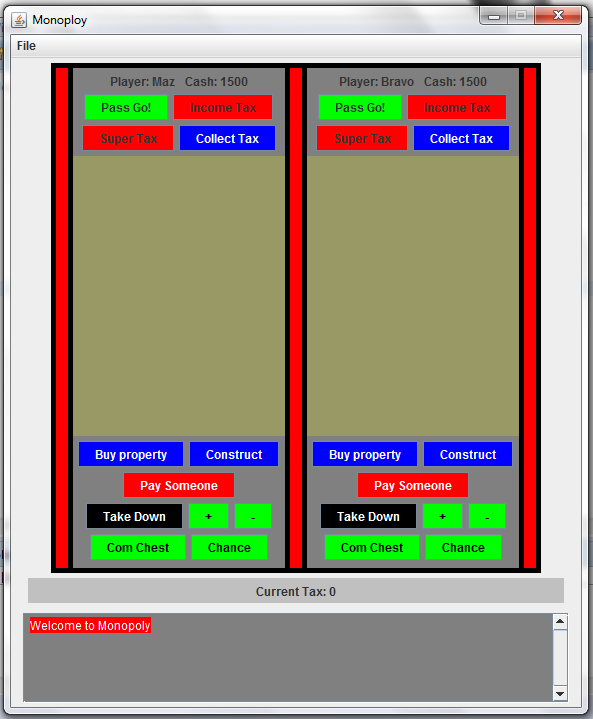 Monoploy
File
Player: Maz Cash: 1500
Pass Go! Income Tax
Super Tax Collect Tax
Buy property Construct
Pay Someone
Take Down + -
Com Chest Chance
Player: Bravo Cash: 1500
Pass Go! Income Tax
Super Tax Collect Tax
Buy property Construct
Pay Someone
Take Down + -
Com Chest Chance
Current Tax: 0
Welcome to Monopoly